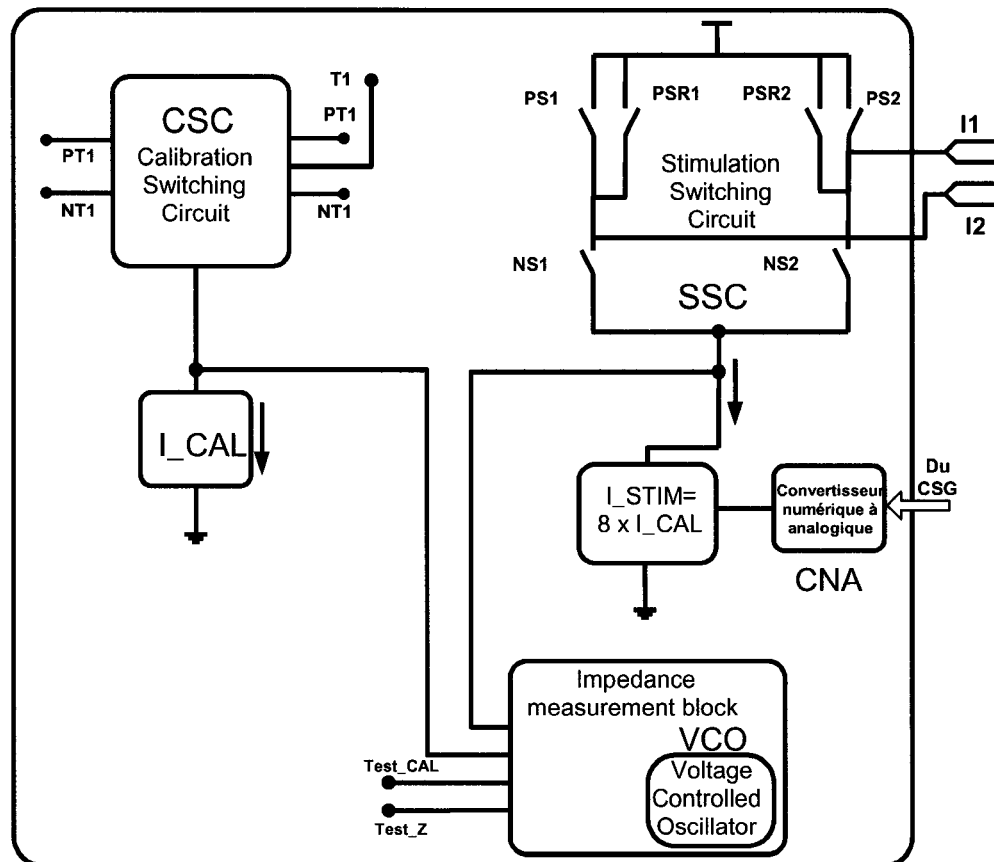 T1
PS1
PSR1
PSR2
PS2
CSC
Calibration
Switching
Circuit
PT1
PT1
NT1
NT1
I1
I2
Stimulation
Switching
Circuit
NS1
NS2
SSC
I_CAL
I_STIM=
8 x I_CAL
Convertisseur
numérique à
analogique
CNA
Du
CSG
Impedance
measurement block
VCO
Voltage
Controlled
Oscillator
Test_CAL
Test_Z